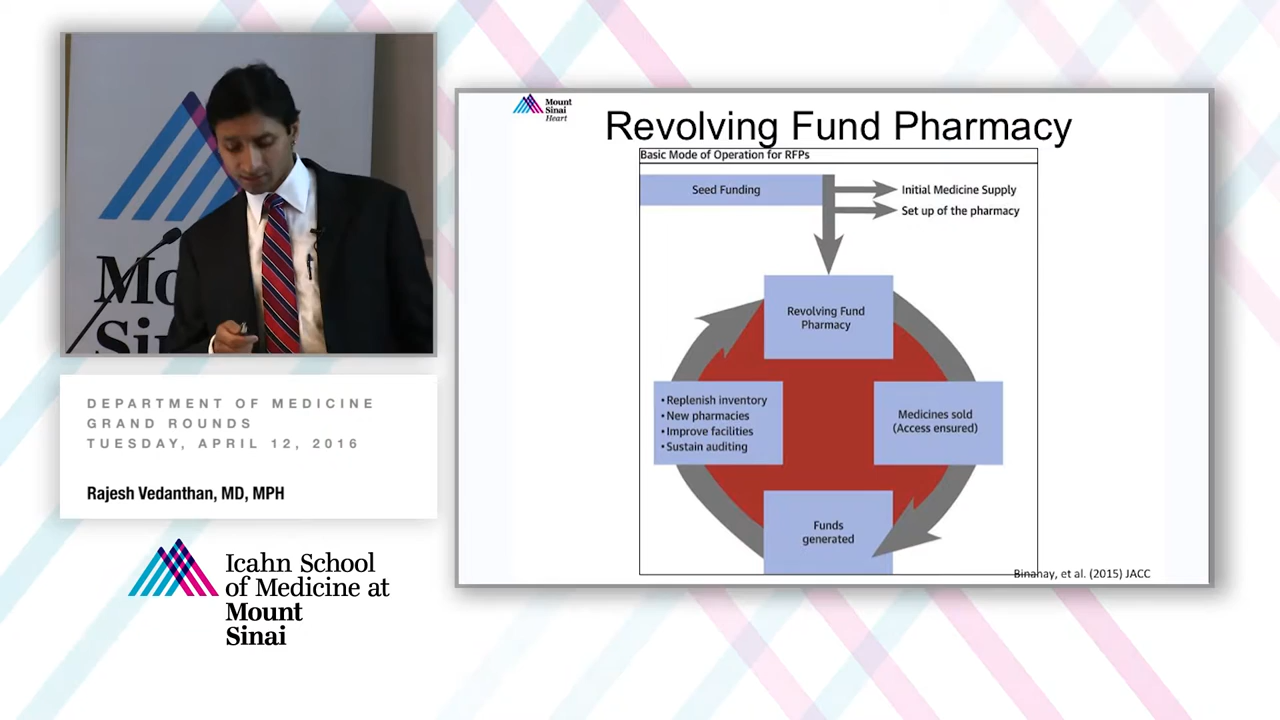 Mo
Sin
DEPARTMENT OF MEDICINE
GRAND ROUNDS
TUESDAY, APRIL 12, 2016
Rajesh Vedanthan, MD, MPH
Icahn School
of Medicine at
Mount
Sinai
Mount
Sinai
Heart
Revolving Fund Pharmacy
Basic Mode of Operation for RFPs
Seed Funding
Initial Medicine Supply
Set up of the pharmacy
Revolving Fund
Pharmacy
• Replenish inventory
• New pharmacies
• Improve facilities
• Sustain auditing
Medicines sold
(Access ensured)
Funds
generated
Binanay, et al. (2015) JACC